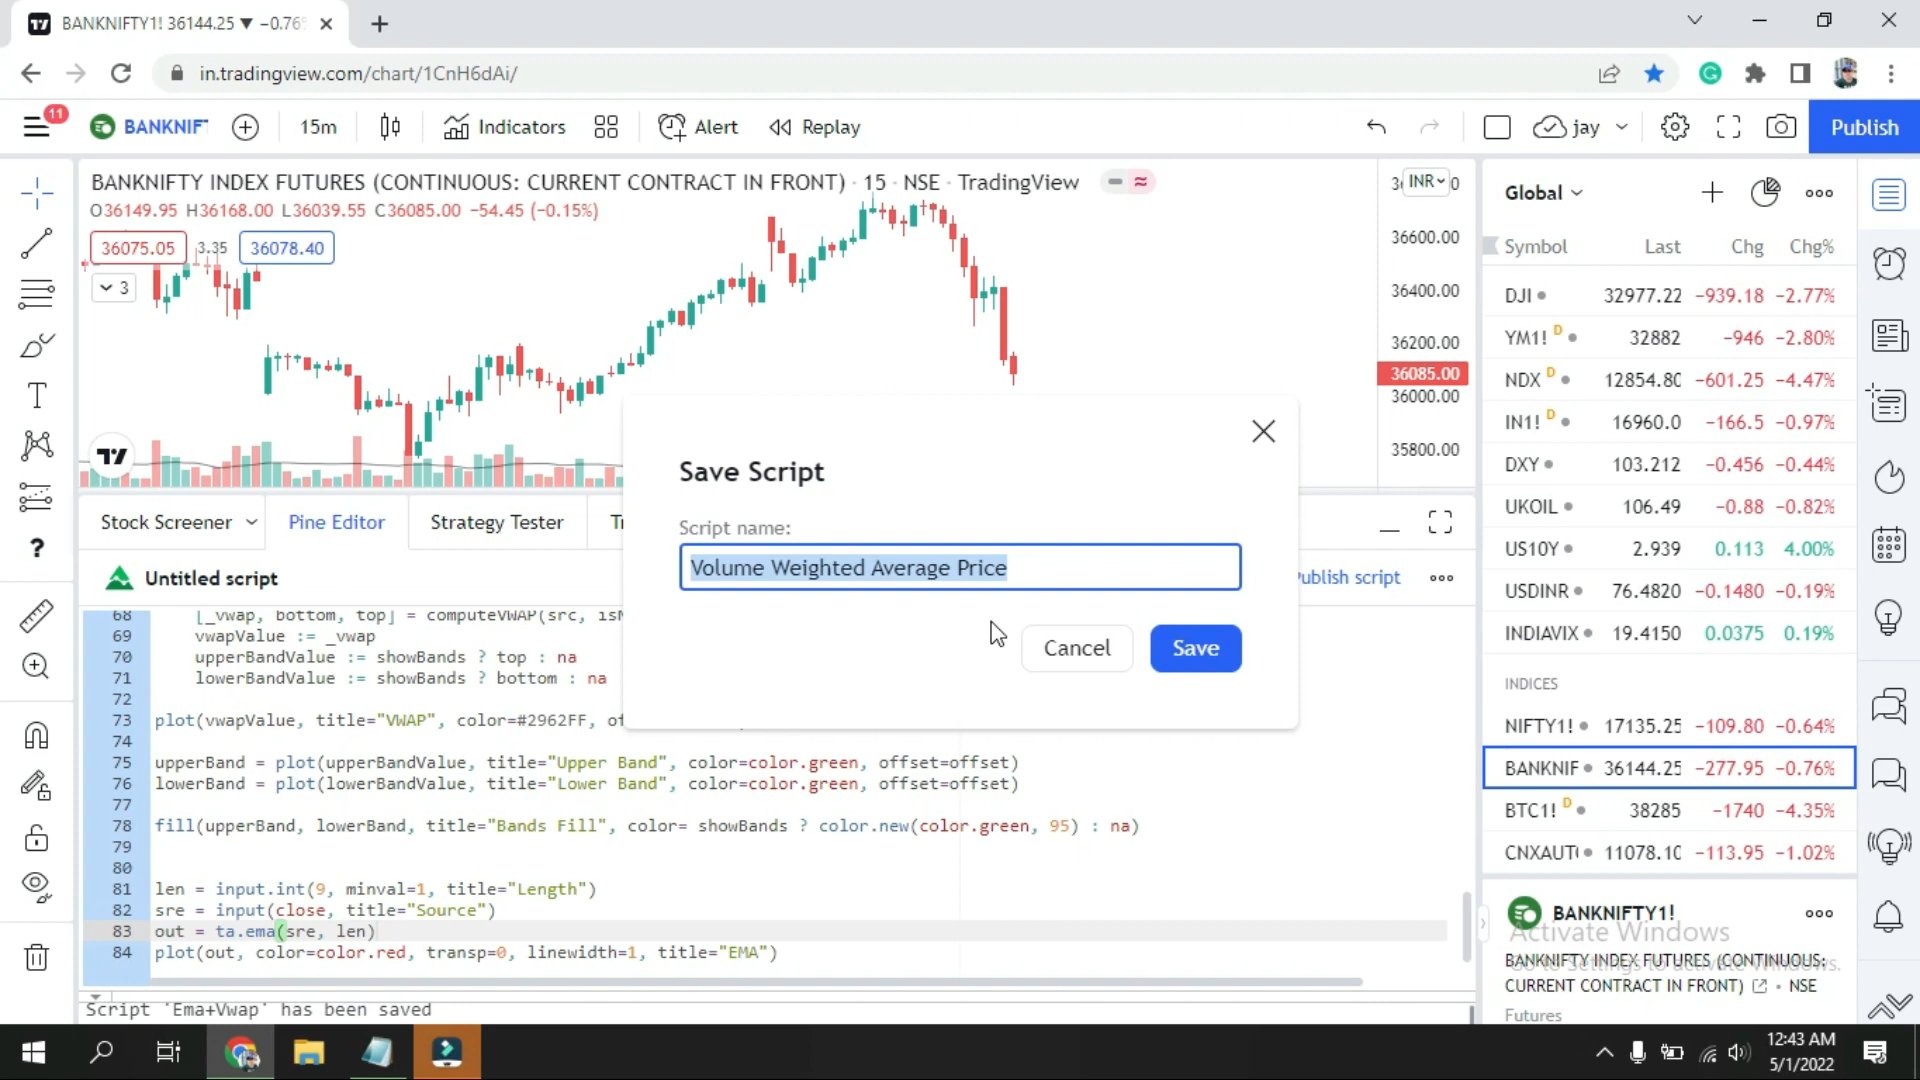 BANKNIFTY1! 36144.25 ▼ −0.76
in.tradingview.com/chart/1CnH6dAi/
11
BANKNIF
15m
Indicators
Alert
Replay
jay
Publish
BANKNIFTY INDEX FUTURES (CONTINUOUS: CURRENT CONTRACT IN FRONT) · 15 · NSE · TradingView
O36149.95 H36168.00 L36039.55 C36085.00 −54.45 (−0.15%)
36075.05 3.35 36078.40
3
INR
36600.00
36400.00
36200.00
36085.00
36000.00
35800.00
Save Script
Script name:
Volume Weighted Average Price
Cancel
Save
Stock Screener
Pine Editor
Strategy Tester
Untitled script
Publish script
68 [_vwap, bottom, top] = computeVWAP(src,
69 vwapValue := _vwap
70 upperBandValue := showBands ? top : na
71 lowerBandValue := showBands ? bottom : na
72
73 plot(vwapValue, title="VWAP", color=#2962FF,
74
75 upperBand = plot(upperBandValue, title="Upper Band", color=color.green, offset=offset)
76 lowerBand = plot(lowerBandValue, title="Lower Band", color=color.green, offset=offset)
77
78 fill(upperBand, lowerBand, title="Bands Fill", color= showBands ? color.new(color.green, 95) : na)
79
80
81 len = input.int(9, minval=1, title="Length")
82 sre = input(close, title="Source")
83 out = ta.ema(sre, len)
84 plot(out, color=color.red, transp=0, linewidth=1, title="EMA")
Script 'Ema+Vwap' has been saved
Global
Symbol Last Chg Chg%
DJI 32977.22 −939.18 −2.77%
YM1! D 32882 −946 −2.80%
NDX D 12854.80 −601.25 −4.47%
IN1! D 16960.0 −166.5 −0.97%
DXY 103.212 −0.456 −0.44%
UKOIL 106.49 −0.88 −0.82%
US10Y 2.939 0.113 4.00%
USDINR 76.4820 −0.1480 −0.19%
INDIAVIX 19.4150 0.0375 0.19%
INDICES
NIFTY1! 17135.25 −109.80 −0.64%
BANKNIF 36144.25 −277.95 −0.76%
BTC1! D 38285 −1740 −4.35%
CNXAUT 11078.10 −113.95 −1.02%
BANKNIFTY1!
Activate Windows
Go to Settings to activate Windows.
BANKNIFTY INDEX FUTURES (CONTINUOUS:
CURRENT CONTRACT IN FRONT) · NSE
Futures
12:43 AM
5/1/2022